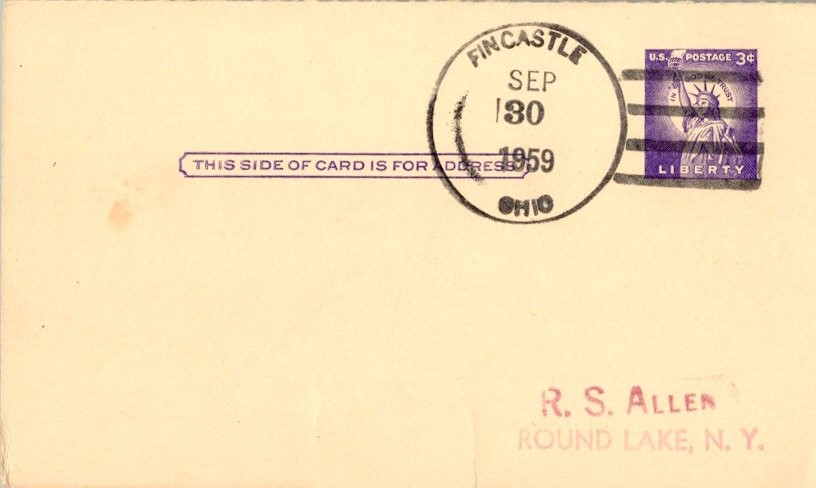 FINCASTLE
SEP
30
1959
OHIO
U.S. POSTAGE 3¢
IN GOD WE TRUST
LIBERTY
THIS SIDE OF CARD IS FOR ADDRESS
R. S. ALLEN
ROUND LAKE, N. Y.